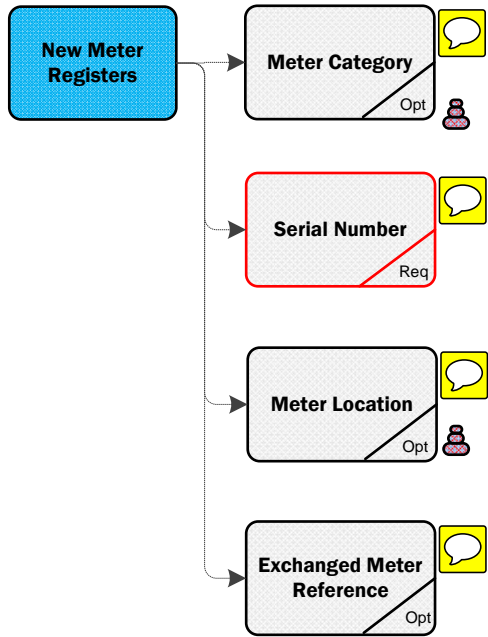 New Meter
Registers
Meter Category
Opt
Serial Number
Req
Meter Location
Opt
Exchanged Meter
Reference
Opt